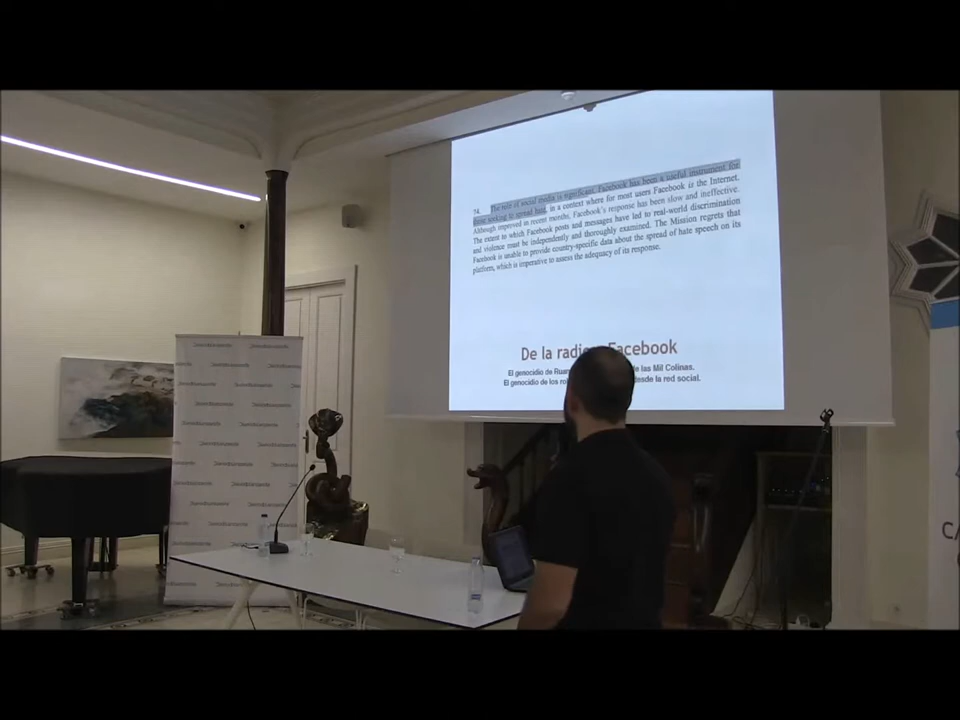 74. The role of social media is significant. Facebook has been a useful instrument for
those seeking to spread hate, in a context where for most users Facebook is the Internet.
Although improved in recent months, Facebook's response has been slow and ineffective.
The extent to which Facebook posts and messages have led to real-world discrimination
and violence must be independently and thoroughly examined. The Mission regrets that
Facebook is unable to provide country-specific data about the spread of hate speech on its
platform, which is imperative to assess the adequacy of its response.
De la radio Facebook
El genocidio de Ruan de las Mil Colinas.
El genocidio de los ro desde la red social.
C/